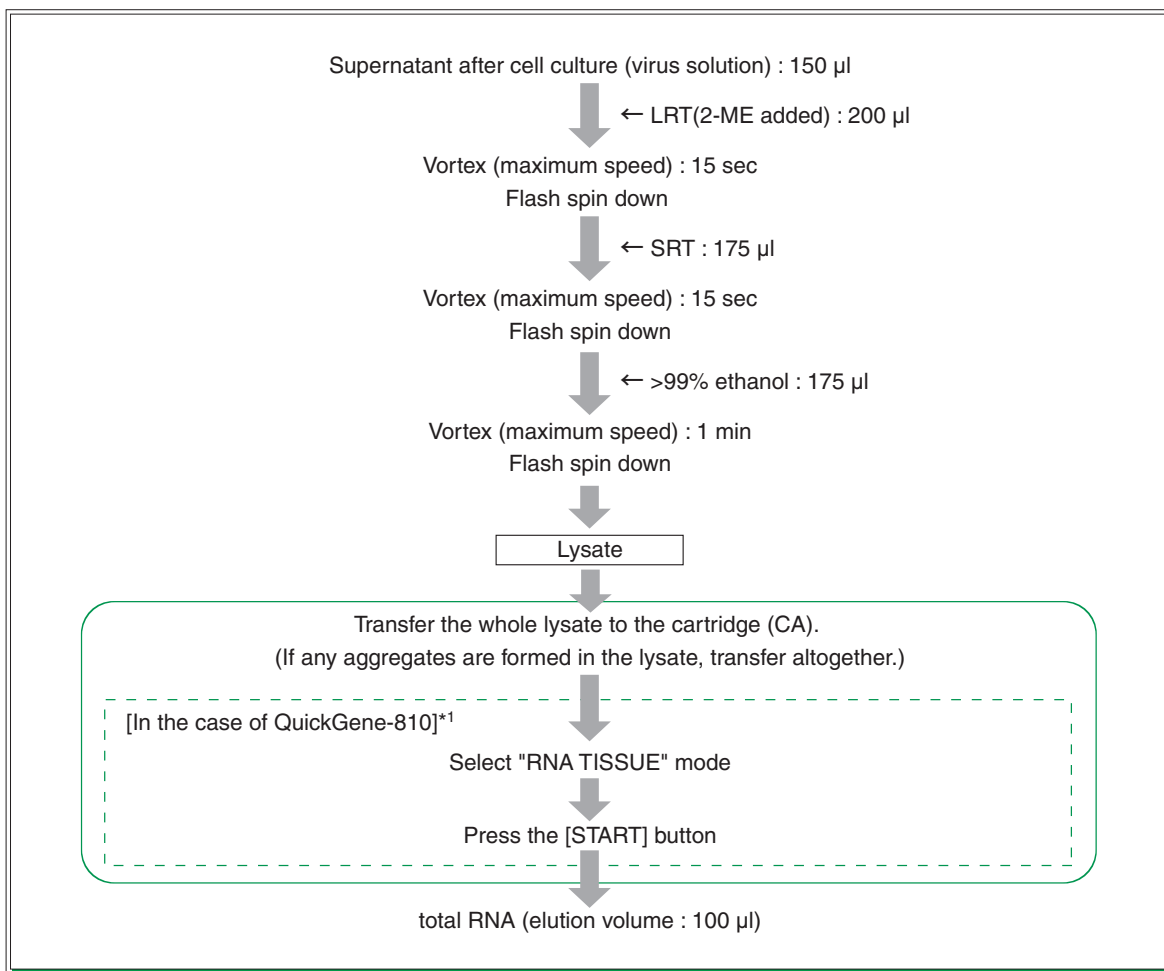 Supernatant after cell culture (virus solution) : 150 µl
← LRT(2-ME added) : 200 µl
Vortex (maximum speed) : 15 sec
Flash spin down
← SRT : 175 µl
Vortex (maximum speed) : 15 sec
Flash spin down
← >99% ethanol : 175 µl
Vortex (maximum speed) : 1 min
Flash spin down
Lysate
Transfer the whole lysate to the cartridge (CA).
(If any aggregates are formed in the lysate, transfer altogether.)
[In the case of QuickGene-810]*1
Select "RNA TISSUE" mode
Press the [START] button
total RNA (elution volume : 100 µl)